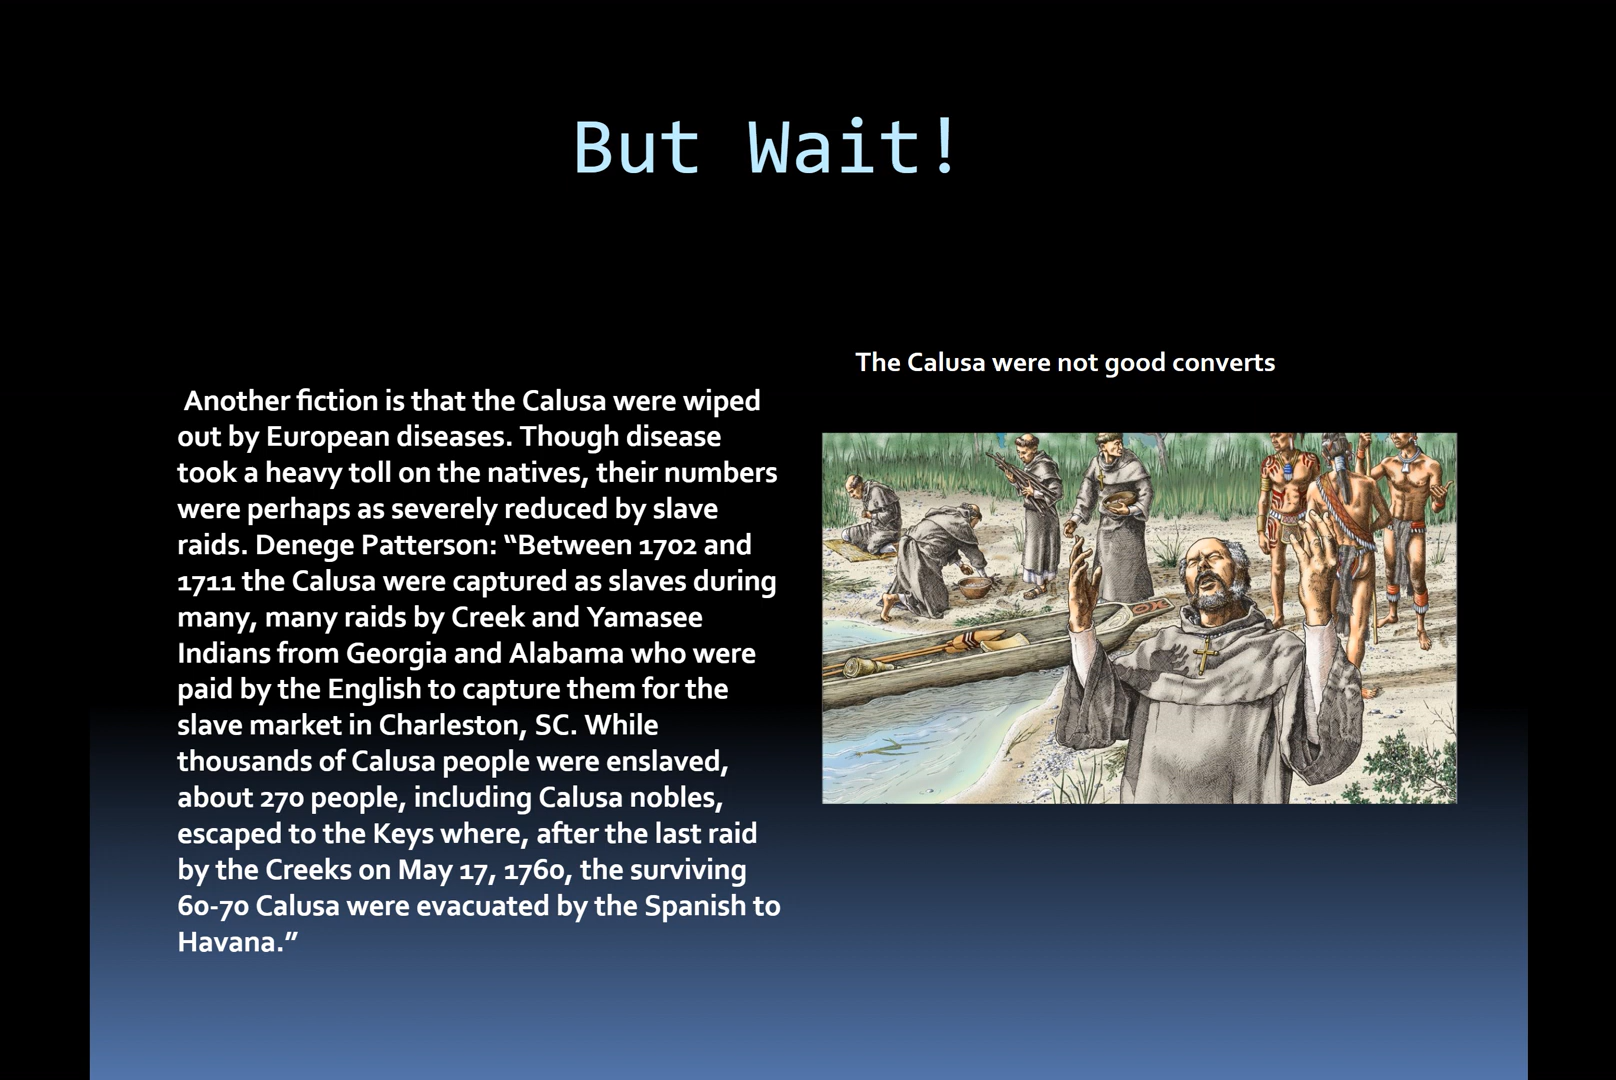 But Wait!
The Calusa were not good converts
Another fiction is that the Calusa were wiped
out by European diseases. Though disease
took a heavy toll on the natives, their numbers
were perhaps as severely reduced by slave
raids. Denege Patterson: “Between 1702 and
1711 the Calusa were captured as slaves during
many, many raids by Creek and Yamasee
Indians from Georgia and Alabama who were
paid by the English to capture them for the
slave market in Charleston, SC. While
thousands of Calusa people were enslaved,
about 270 people, including Calusa nobles,
escaped to the Keys where, after the last raid
by the Creeks on May 17, 1760, the surviving
60-70 Calusa were evacuated by the Spanish to
Havana.”